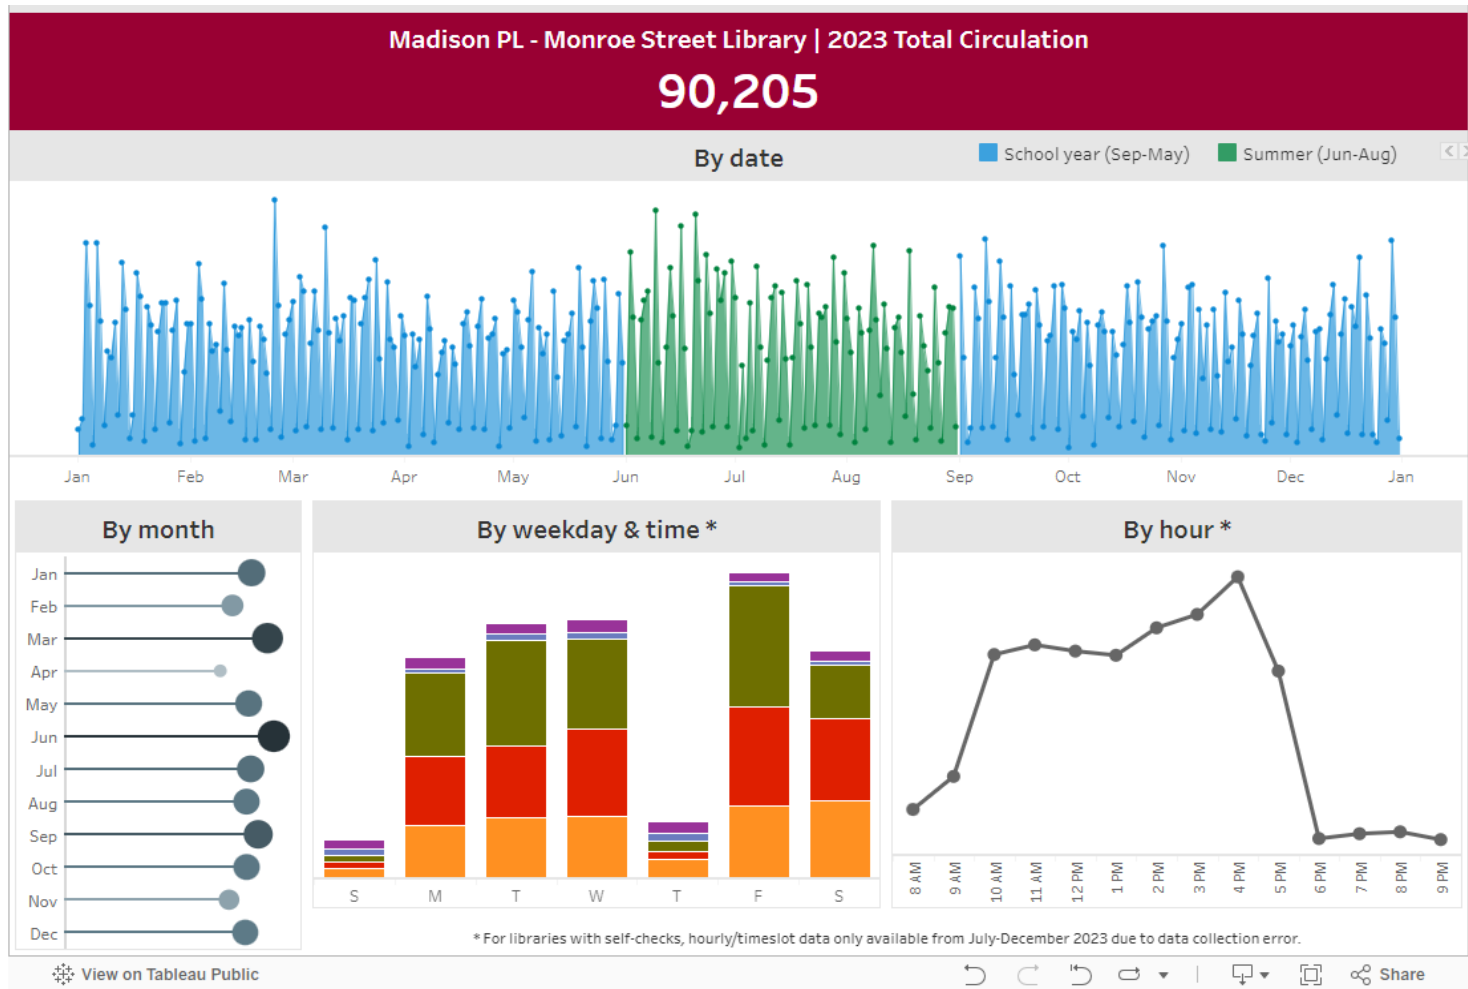 Madison PL - Monroe Street Library | 2023 Total Circulation
90,205
By date
School year (Sep-May)
Summer (Jun-Aug)
Jan Feb Mar Apr May Jun Jul Aug Sep Oct Nov Dec Jan
By month
Jan
Feb
Mar
Apr
May
Jun
Jul
Aug
Sep
Oct
Nov
Dec
By weekday & time *
S M T W T F S
By hour *
8 AM
9 AM
10 AM
11 AM
12 PM
1 PM
2 PM
3 PM
4 PM
5 PM
6 PM
7 PM
8 PM
9 PM
* For libraries with self-checks, hourly/timeslot data only available from July-December 2023 due to data collection error.
View on Tableau Public
Share